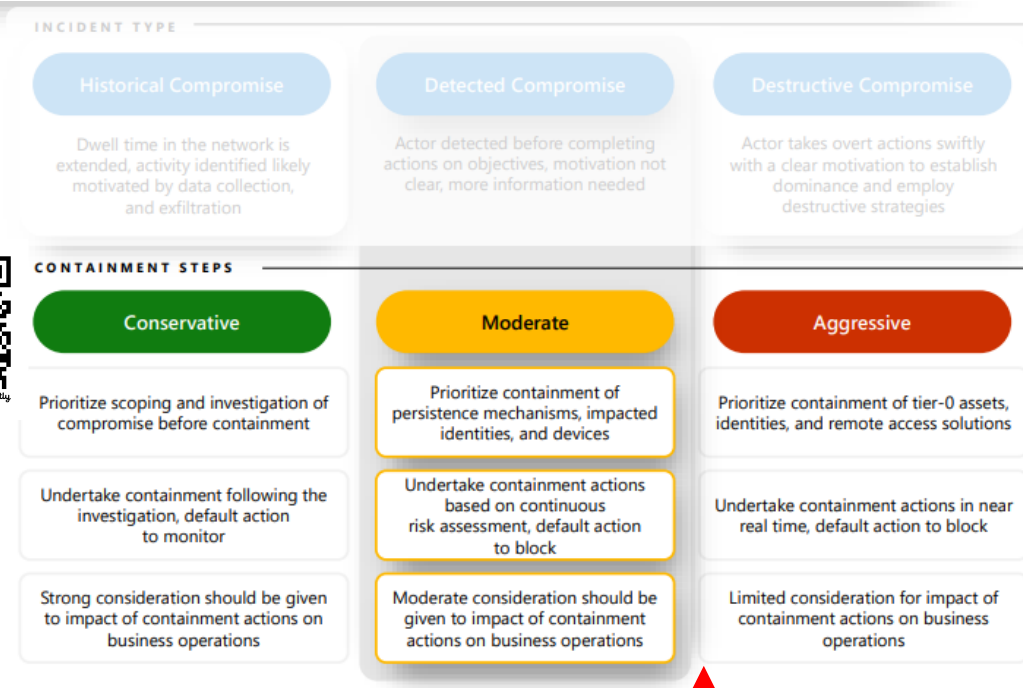 INCIDENT TYPE
Historical Compromise
Dwell time in the network is
extended, activity identified likely
motivated by data collection,
and exfiltration
Detected Compromise
Actor detected before completing
actions on objectives, motivation not
clear, more information needed
Destructive Compromise
Actor takes overt actions swiftly
with a clear motivation to establish
dominance and employ
destructive strategies
CONTAINMENT STEPS
Conservative
Prioritize scoping and investigation of
compromise before containment
Undertake containment following the
investigation, default action
to monitor
Strong consideration should be given
to impact of containment actions on
business operations
Moderate
Prioritize containment of
persistence mechanisms, impacted
identities, and devices
Undertake containment actions
based on continuous
risk assessment, default action
to block
Moderate consideration should be
given to impact of containment
actions on business operations
Aggressive
Prioritize containment of tier-0 assets,
identities, and remote access solutions
Undertake containment actions in near
real time, default action to block
Limited consideration for impact of
containment actions on business
operations